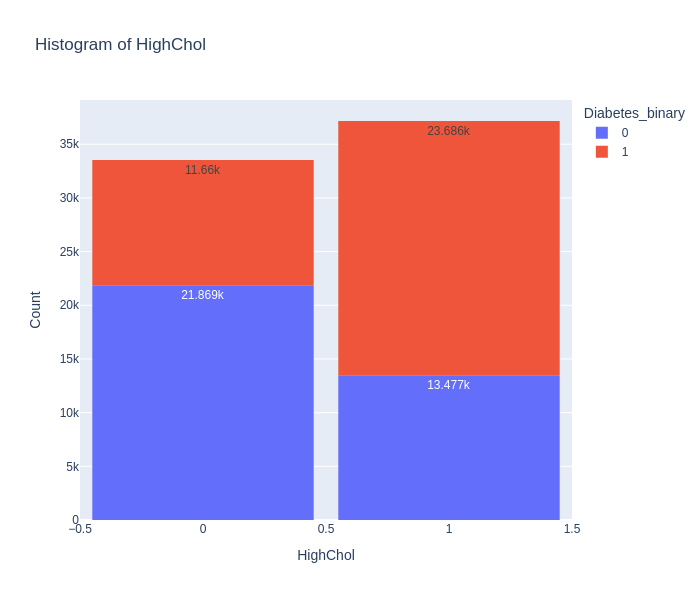 Histogram of HighChol
Diabetes_binary
0
1
35k
30k
25k
20k
15k
10k
5k
0
Count
11.66k
21.869k
23.686k
13.477k
−0.5
0
0.5
1
1.5
HighChol